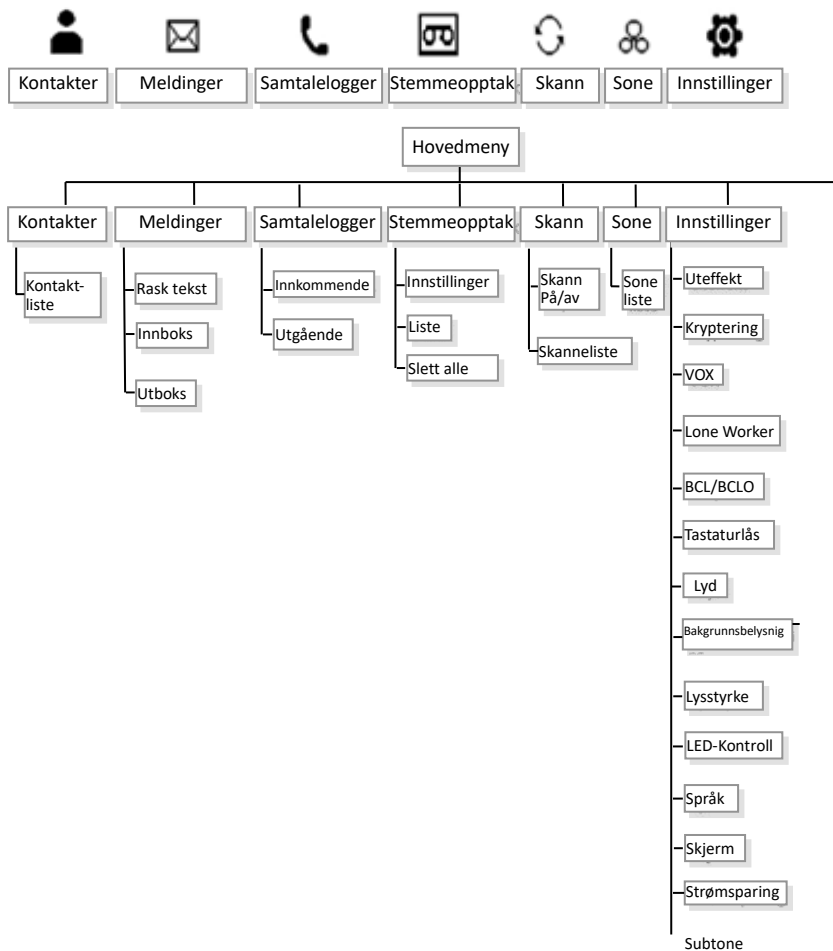 Kontakter
Meldinger
Samtalelogger
Stemmeopptak
Skann
Sone
Innstillinger
Hovedmeny
Kontakter
Meldinger
Samtalelogger
Stemmeopptak
Skann
Sone
Innstillinger
Kontakt-
liste
Rask tekst
Innboks
Utboks
Innkommende
Utgående
Innstillinger
Liste
Slett alle
Skann
På/av
Skanneliste
Sone
liste
Uteffekt
Kryptering
VOX
Lone Worker
BCL/BCLO
Tastaturlås
Lyd
Bakgrunnsbelysnig
Lysstyrke
LED-Kontroll
Språk
Skjerm
Strømsparing
Subtone